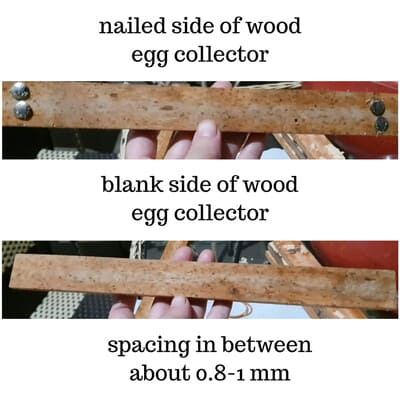 nailed side of wood
egg collector
blank side of wood
egg collector
spacing in between
about 0.8-1 mm